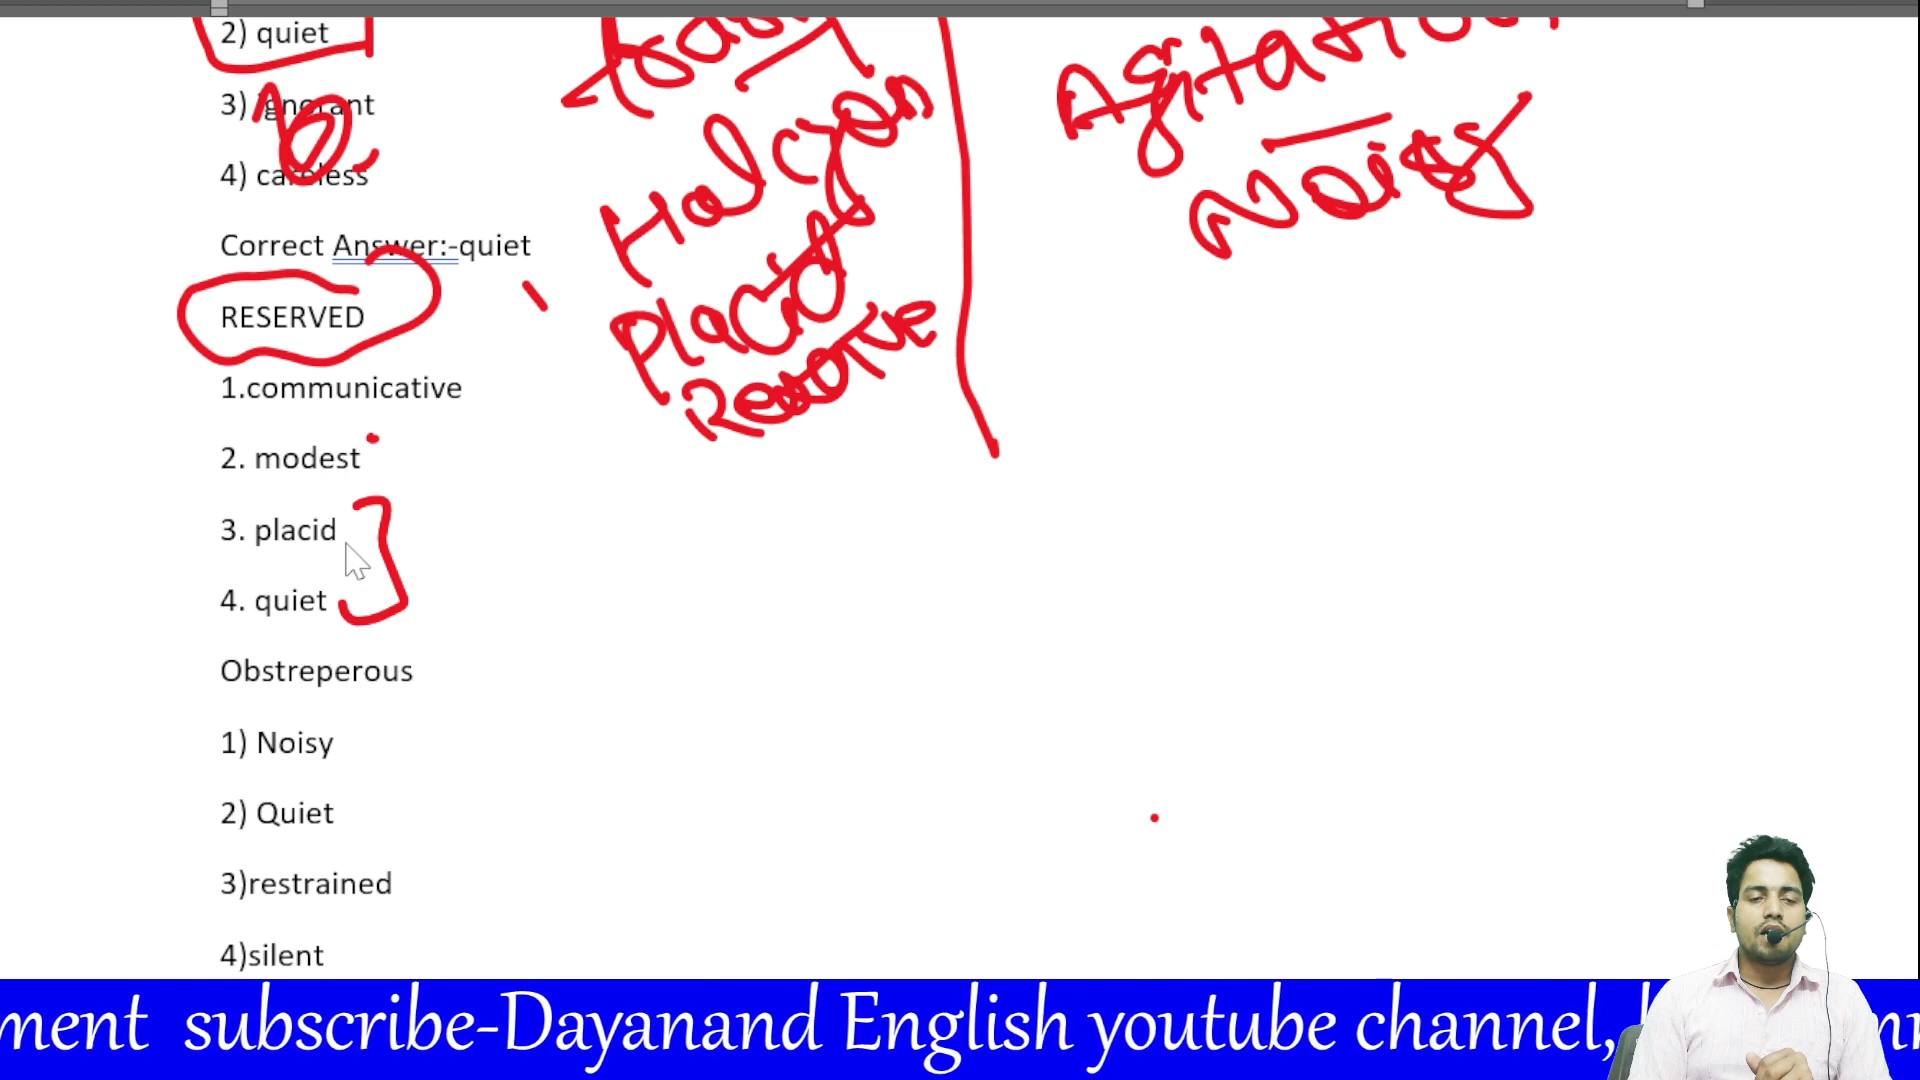 2) quiet
3) ignorant
4) careless
Correct Answer:-quiet
RESERVED
1.communicative
2. modest
3. placid
4. quiet
Obstreperous
1) Noisy
2) Quiet
3)restrained
4)silent
Halcyon
Placid
Agitation
Noisy
ment subscribe-Dayanand English youtube channel,